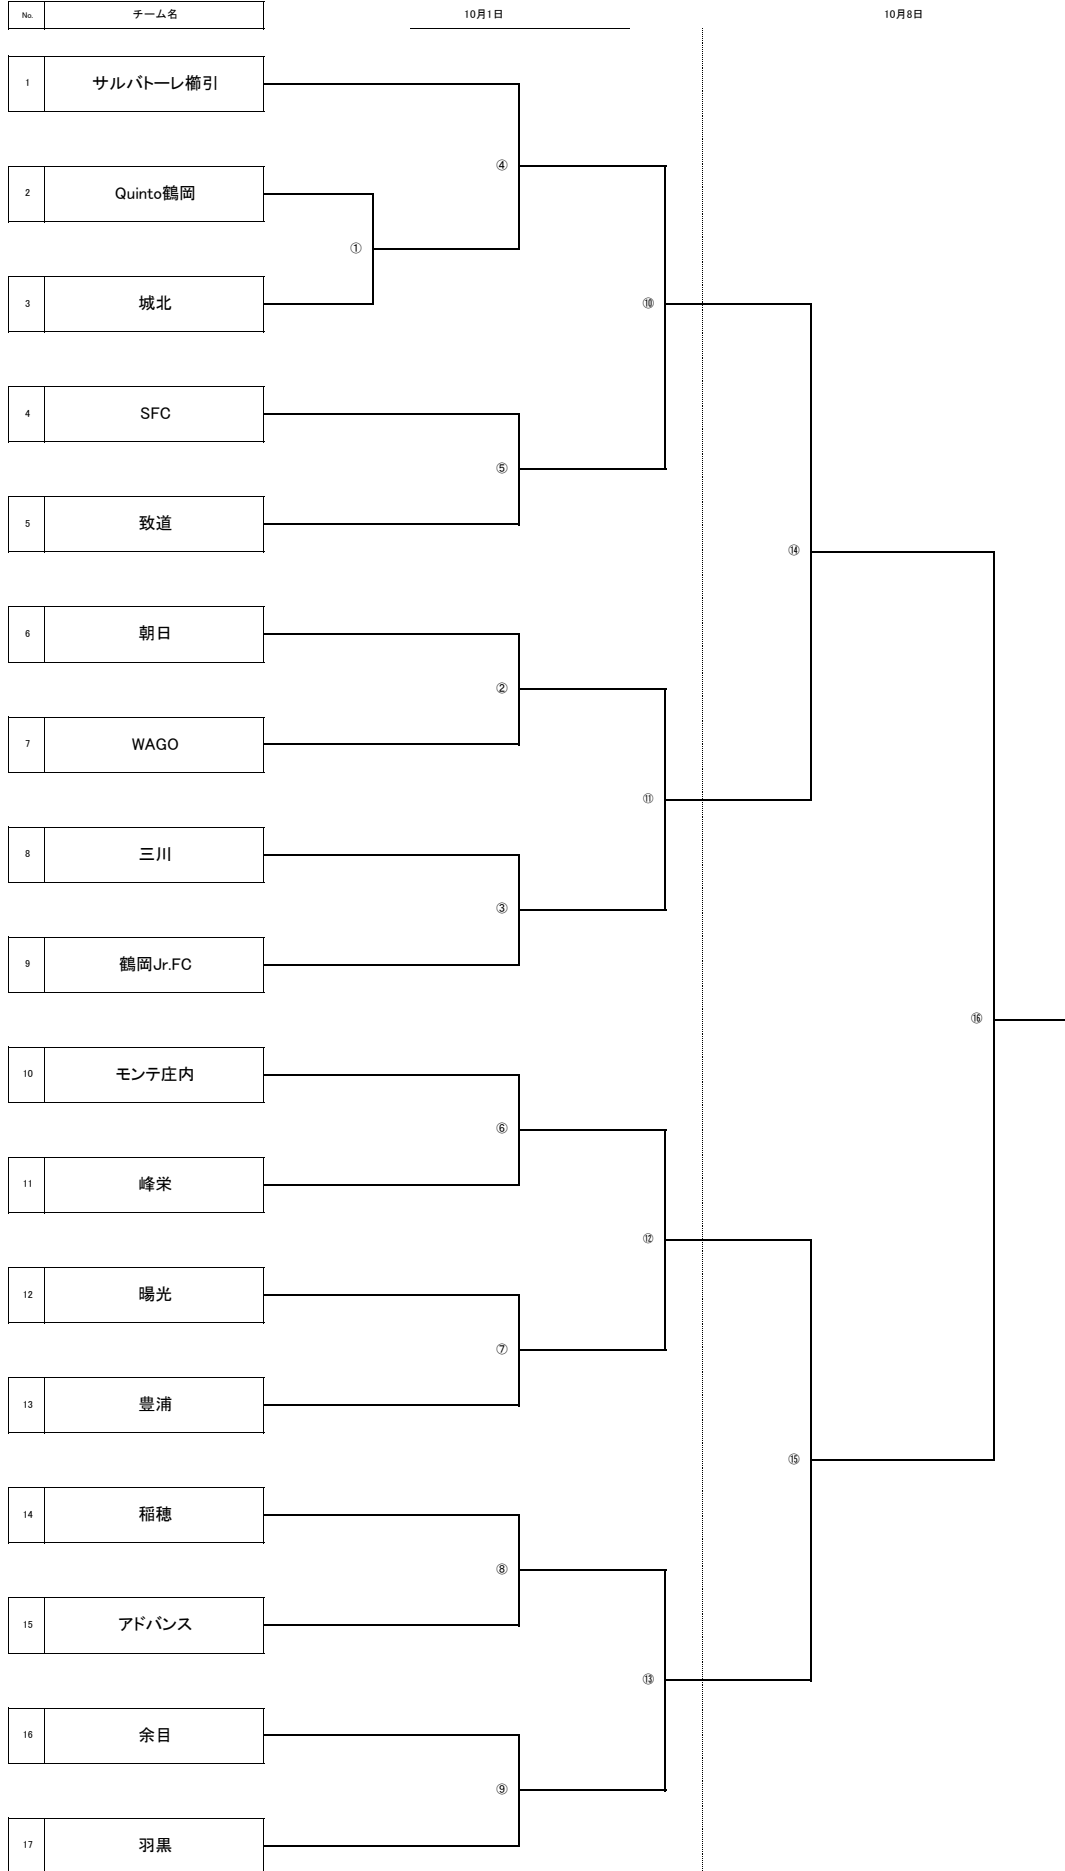 No. チーム名 10月1日 10月8日
1 サルバトーレ櫛引
④
2 Quinto鶴岡
①
3 城北
⑩
4 SFC
⑤
5 致道
⑭
6 朝日
②
7 WAGO
⑪
8 三川
③
9 鶴岡Jr.FC
⑯
10 モンテ庄内
⑥
11 峰栄
⑫
12 暘光
⑦
13 豊浦
⑮
14 稲穂
⑧
15 アドバンス
⑬
16 余目
⑨
17 羽黒